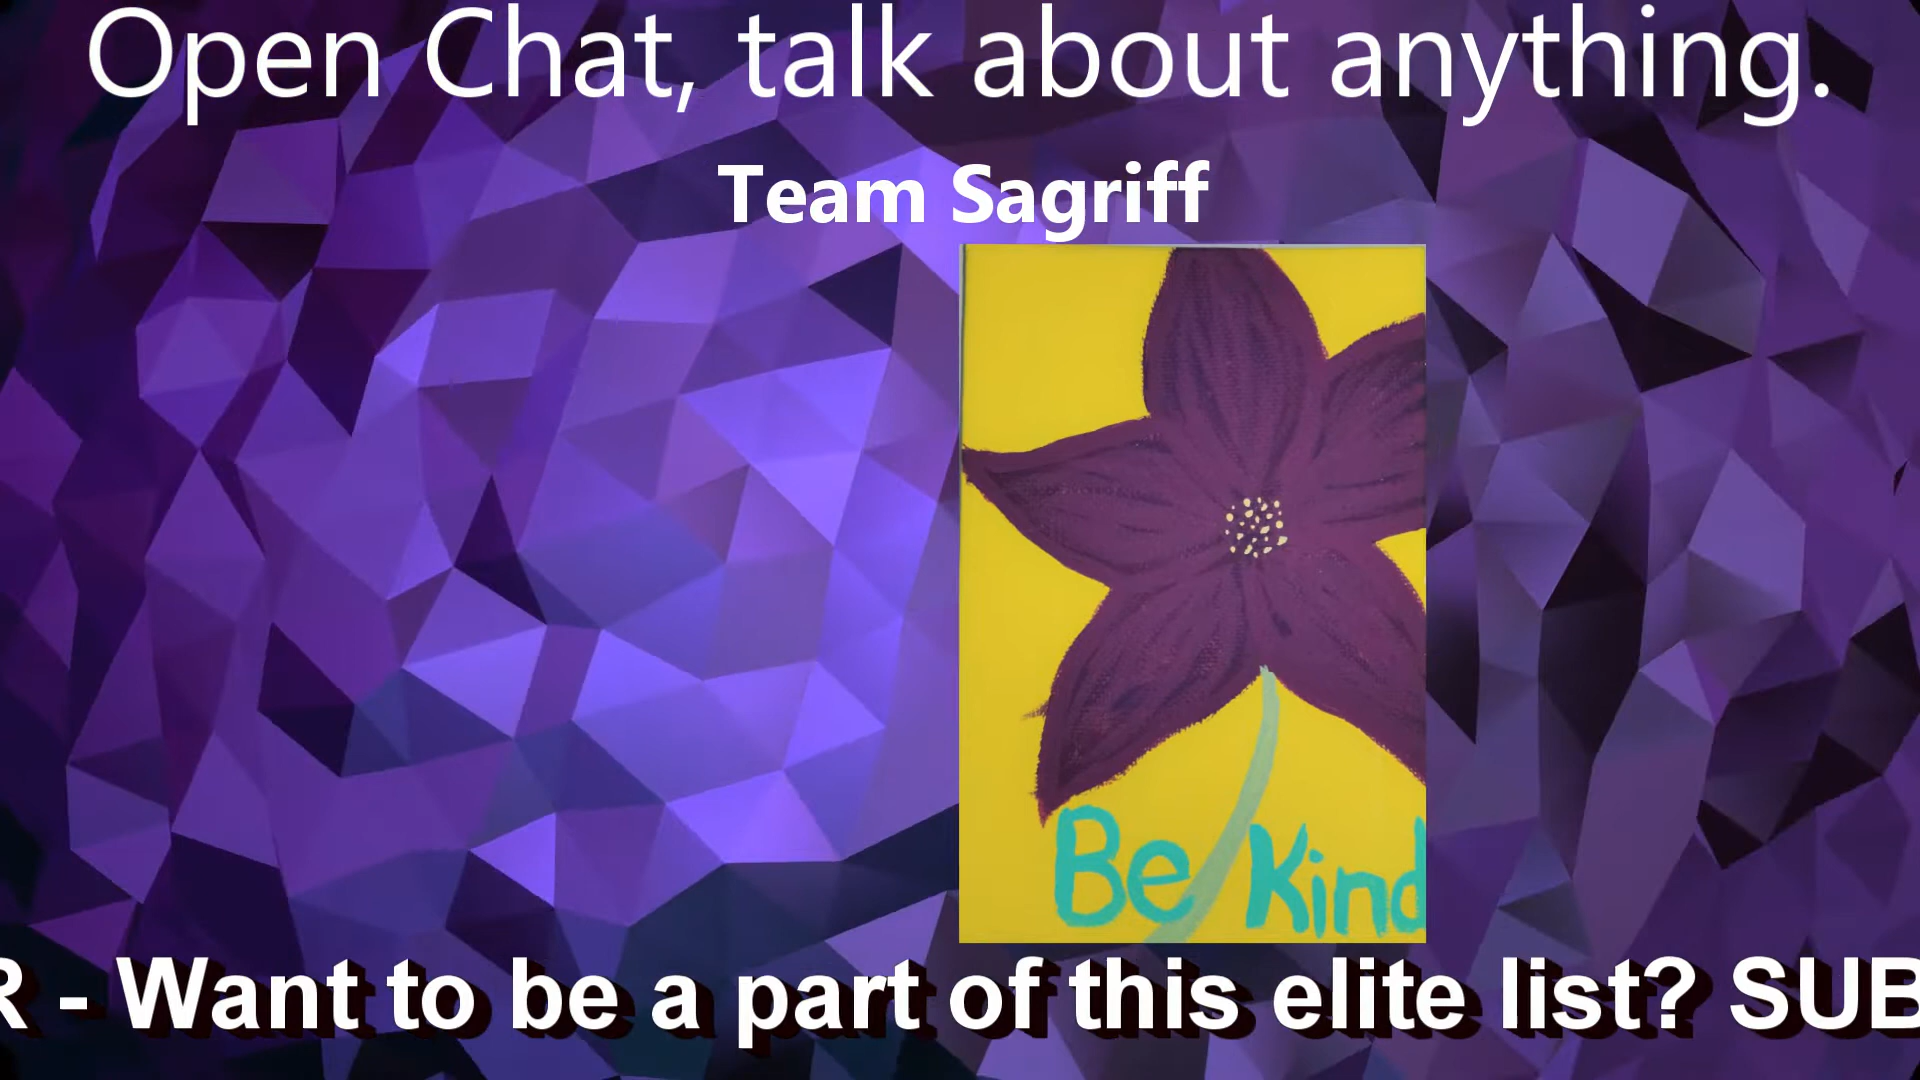 Open Chat, talk about anything.
Team Sagriff
Be Kind
R - Want to be a part of this elite list? SUB